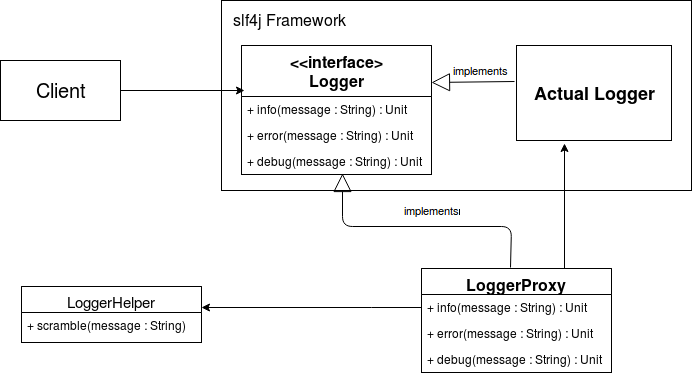 slf4j Framework
<<interface>
Logger
+ info(message : String) : Unit
+ error(message : String) : Unit
+ debug(message : String) : Unit
implements
Actual Logger
Client
implements
LoggerProxy
+ info(message : String) : Unit
+ error(message : String) : Unit
+ debug(message : String) : Unit
LoggerHelper
+ scramble(message : String)